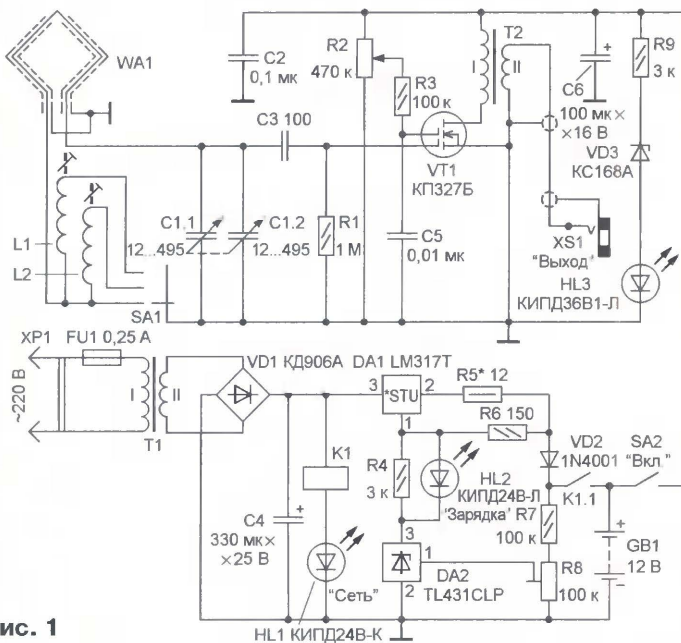 WA1
C2
0,1 мк
R2
470 к
R3
100 к
T2
I
II
C6
100 мк×
×16 В
R9
3 к
C3 100
VT1
КП327Б
VD3
КС168А
L1
L2
C1.1
12...495
C1.2
12...495
R1
1 М
C5
0,01 мк
XS1
"Выход"
HL3
КИПД36В1-Л
SA1
XP1
FU1 0,25 А
~220 В
I
II
T1
VD1 КД906А
DA1 LM317T
3
*STU
2
1
R5* 12
R6 150
K1
R4
3 к
HL2
КИПД24В-Л
"Зарядка"
VD2
1N4001
SA2
"Вкл."
K1.1
R7
100 к
C4
330 мк×
×25 В
3
1
2
DA2
TL431CLP
R8
100 к
GB1
12 В
"Сеть"
HL1 КИПД24В-К
ис. 1